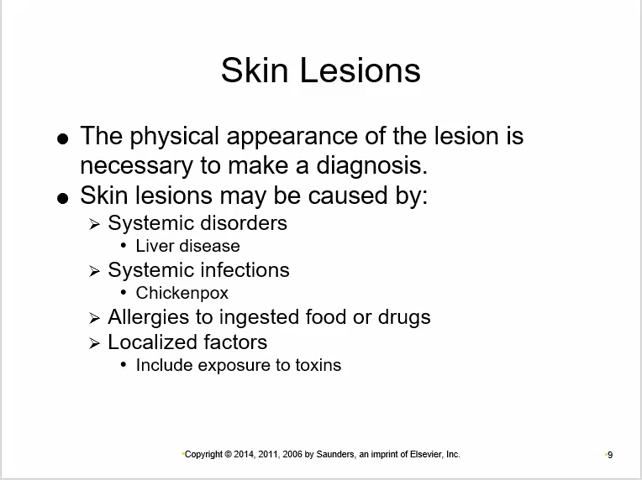 Skin Lesions
● The physical appearance of the lesion is
necessary to make a diagnosis.
● Skin lesions may be caused by:
➢ Systemic disorders
• Liver disease
➢ Systemic infections
• Chickenpox
➢ Allergies to ingested food or drugs
➢ Localized factors
• Include exposure to toxins
•Copyright © 2014, 2011, 2006 by Saunders, an imprint of Elsevier, Inc.
•9